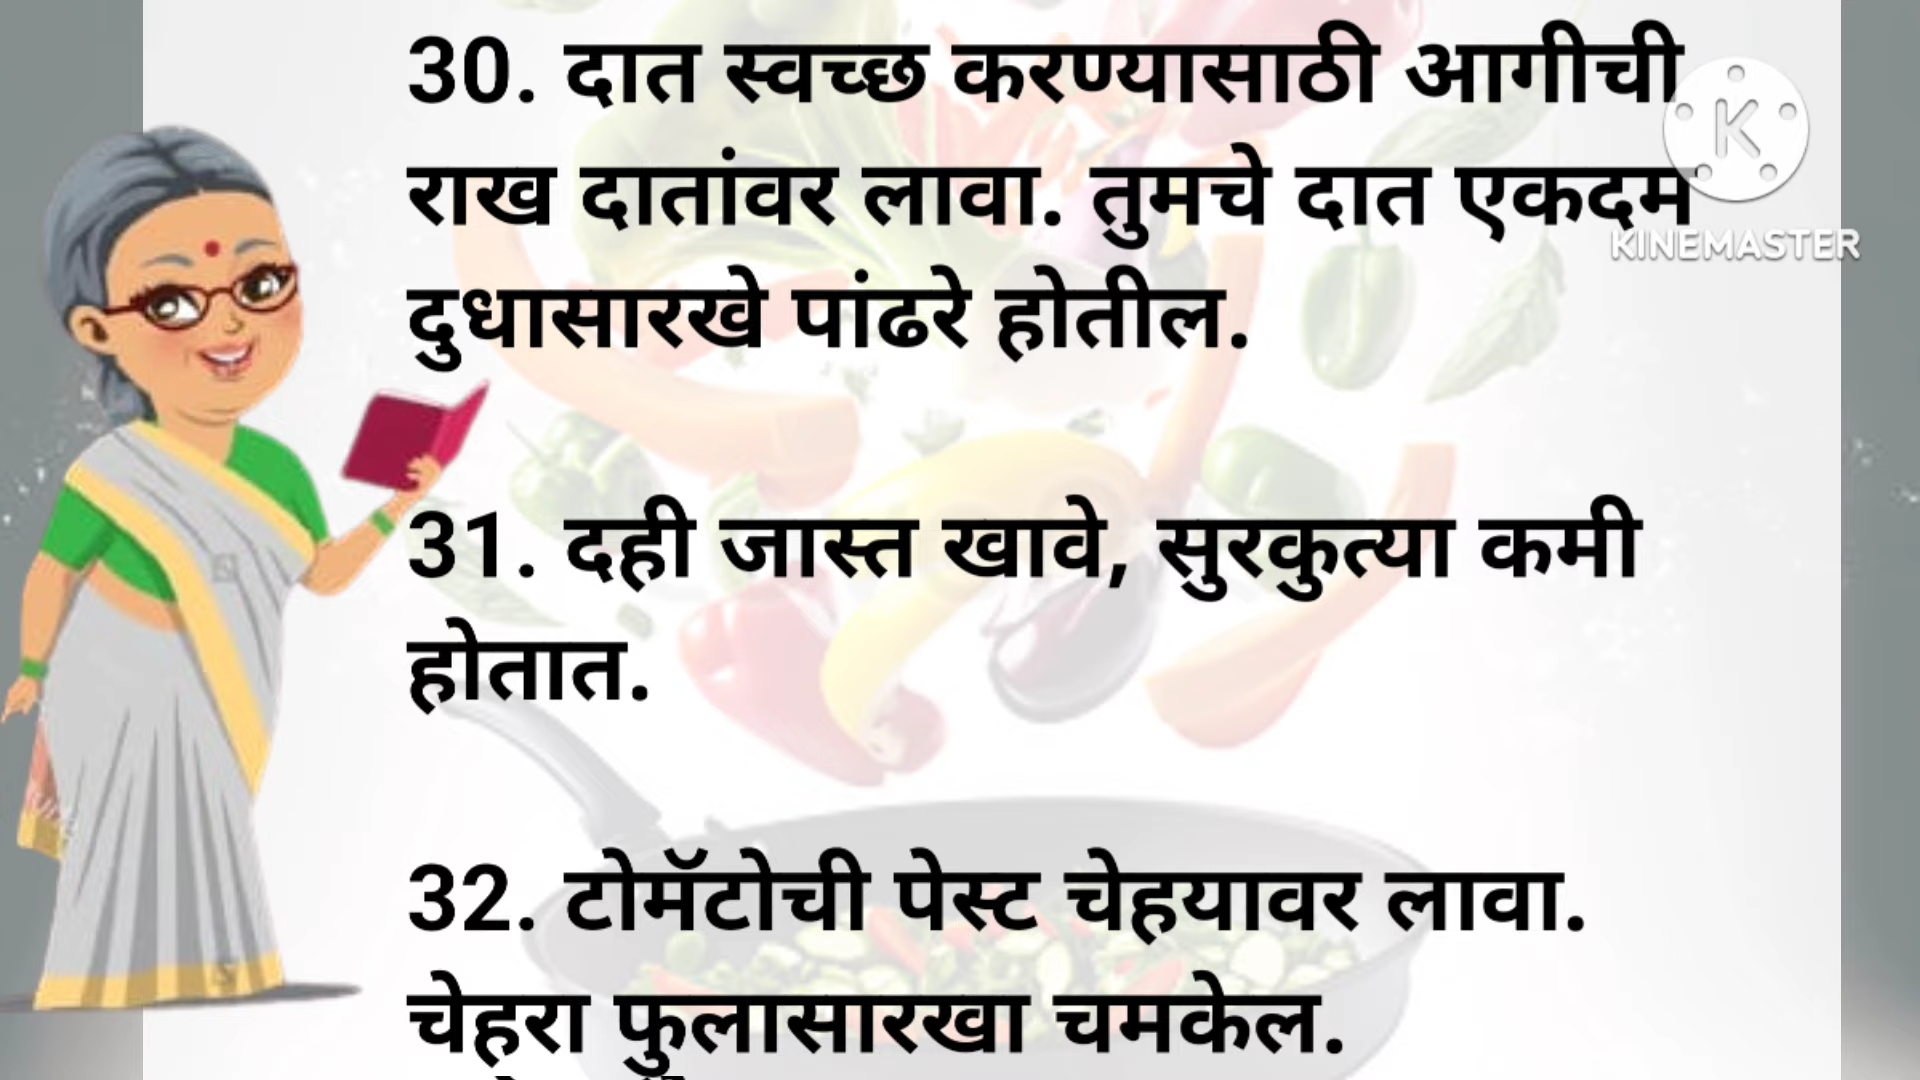 30. दात स्वच्छ करण्यासाठी आगीची
राख दातांवर लावा. तुमचे दात एकदम
दुधासारखे पांढरे होतील.
31. दही जास्त खावे, सुरकुत्या कमी
होतात.
32. टोमॅटोची पेस्ट चेहयावर लावा.
चेहरा फुलासारखा चमकेल.
K
KINEMASTER